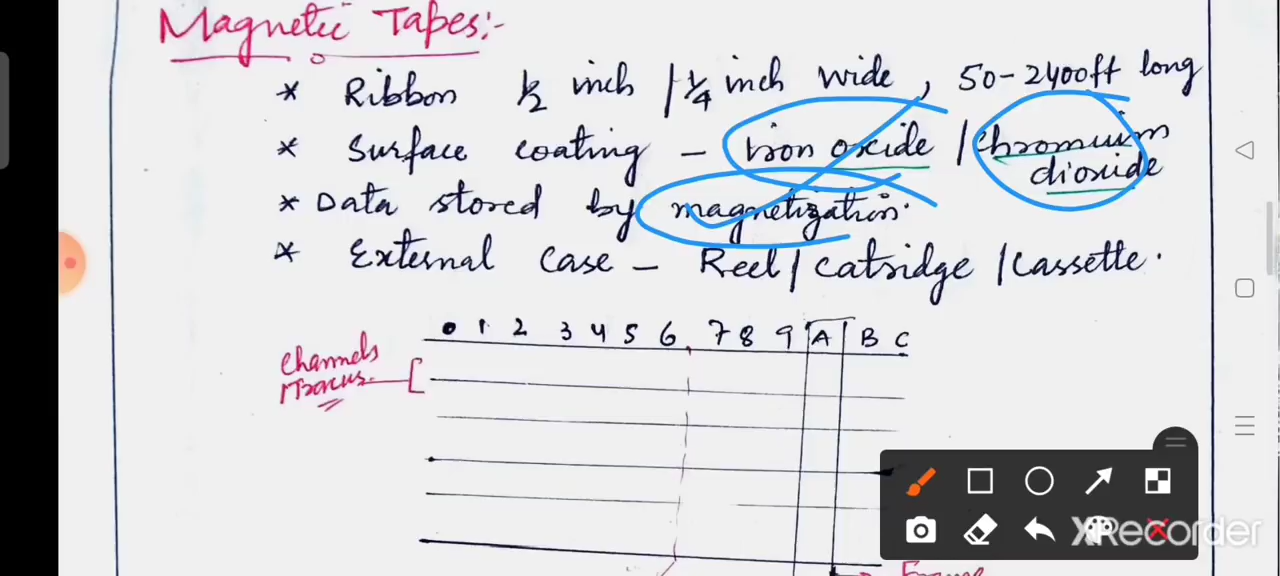 Magnetic Tapes:-
* Ribbon 1/2 inch / 1/4 inch wide, 50-2400ft long
* Surface coating - Iron oxide / Chromium
dioxide
* Data stored by magnetization.
* External Case - Reel / Catsidge / Cassette.
0 1 2 3 4 5 6 7 8 9 A B C
Channels
XRecorder